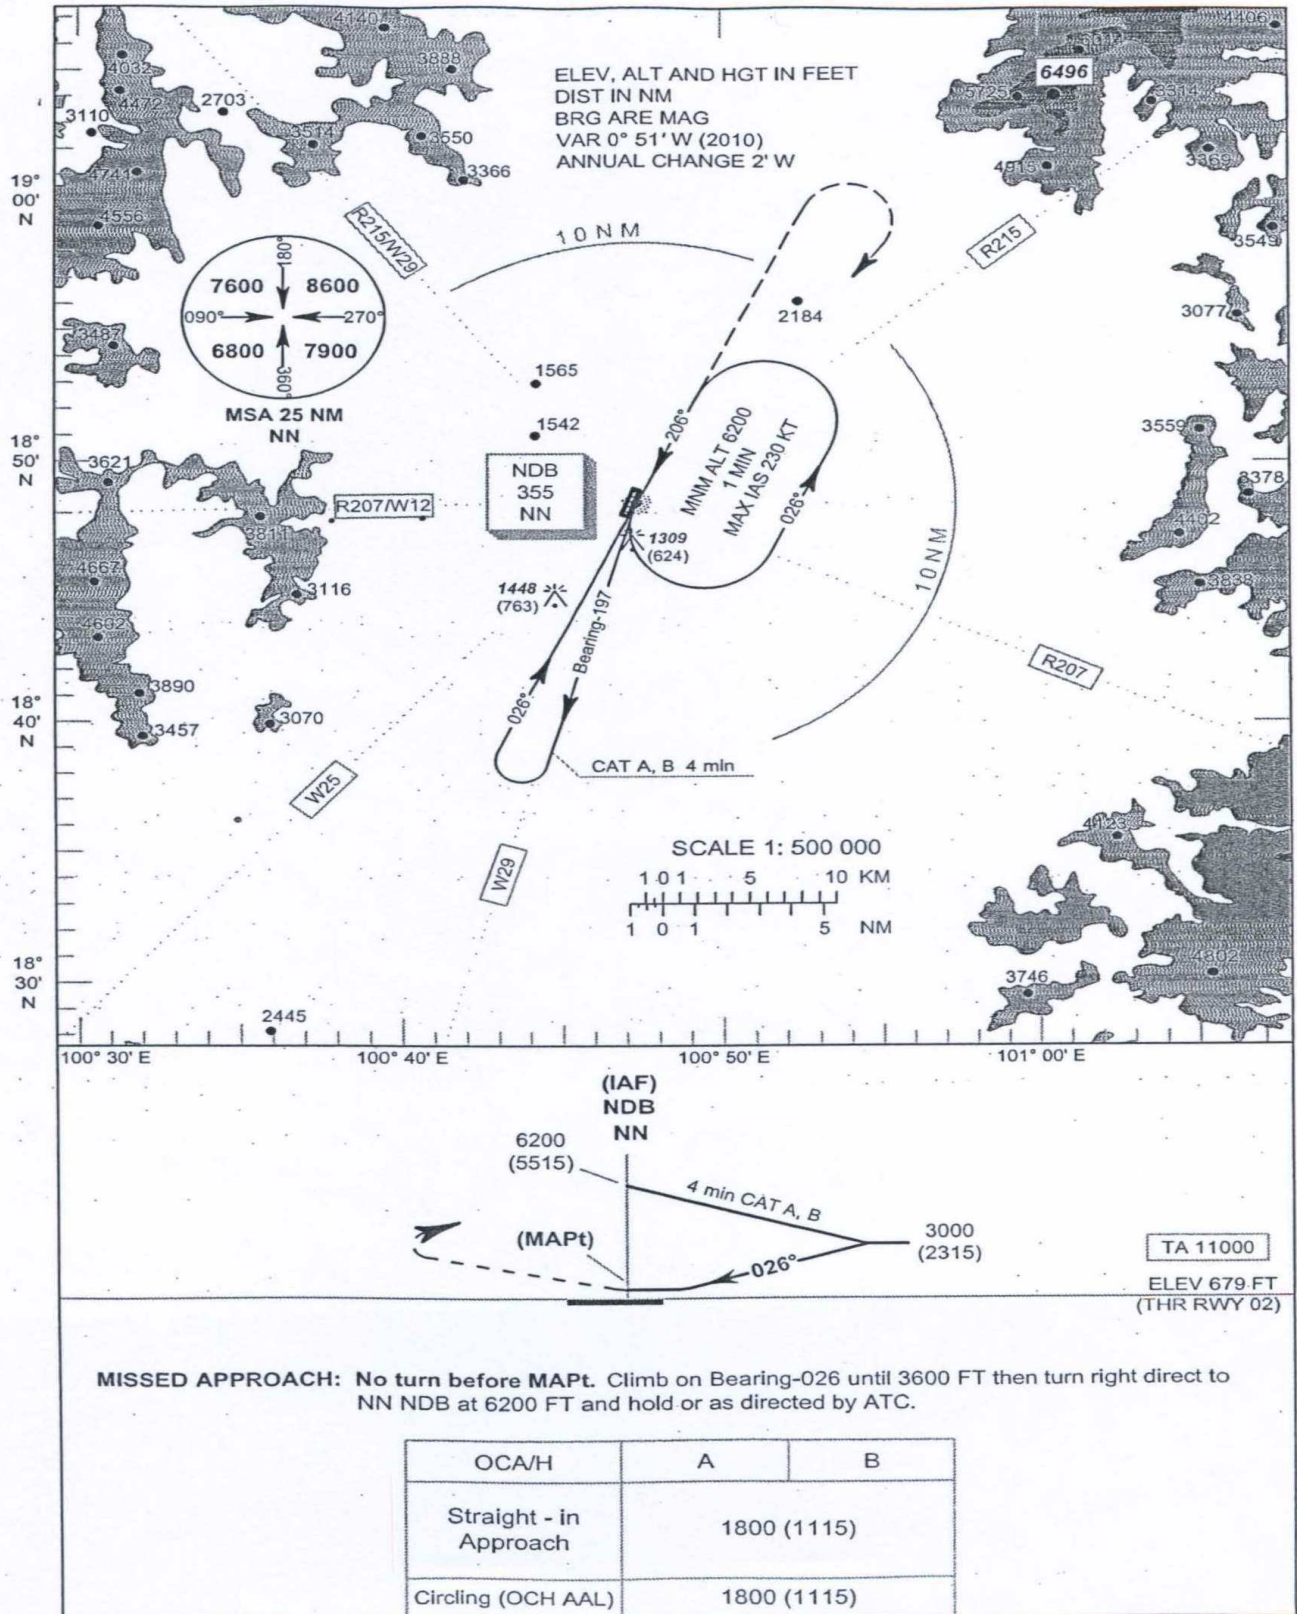 4140
4406
4032
3888
6496
4472
2703
5725
3110
3514
3550
4741
3366
4915
3369
4556
3549
ELEV, ALT AND HGT IN FEET
DIST IN NM
BRG ARE MAG
VAR 0° 51' W (2010)
ANNUAL CHANGE 2' W
19°
00'
N
R215/W29
10 NM
R215
180°
7600 8600
090° 270°
6800 7900
360°
MSA 25 NM
NN
2184
3077
1565
1542
206°
MNM ALT 6200
1 MIN
MAX IAS 230 KT
026°
3559
18°
50'
N
3621
NDB
355
NN
R207/W12
3811
1309
(624)
10 NM
4667
3116
1448
(763)
3838
4602
Bearing-197
R207
026°
3890
3070
3457
18°
40'
N
CAT A, B 4 min
W25
4123
W29
SCALE 1: 500 000
1 0 1 5 10 KM
1 0 1 5 NM
18°
30'
N
4802
3746
2445
100° 30' E 100° 40' E 100° 50' E 101° 00' E
(IAF)
NDB
NN
6200
(5515)
4 min CAT A, B
(MAPt)
026°
3000
(2315)
TA 11000
ELEV 679 FT
(THR RWY 02)
MISSED APPROACH: No turn before MAPt. Climb on Bearing-026 until 3600 FT then turn right direct to
NN NDB at 6200 FT and hold or as directed by ATC.
OCA/H A B
Straight - in
Approach
1800 (1115)
Circling (OCH AAL) 1800 (1115)